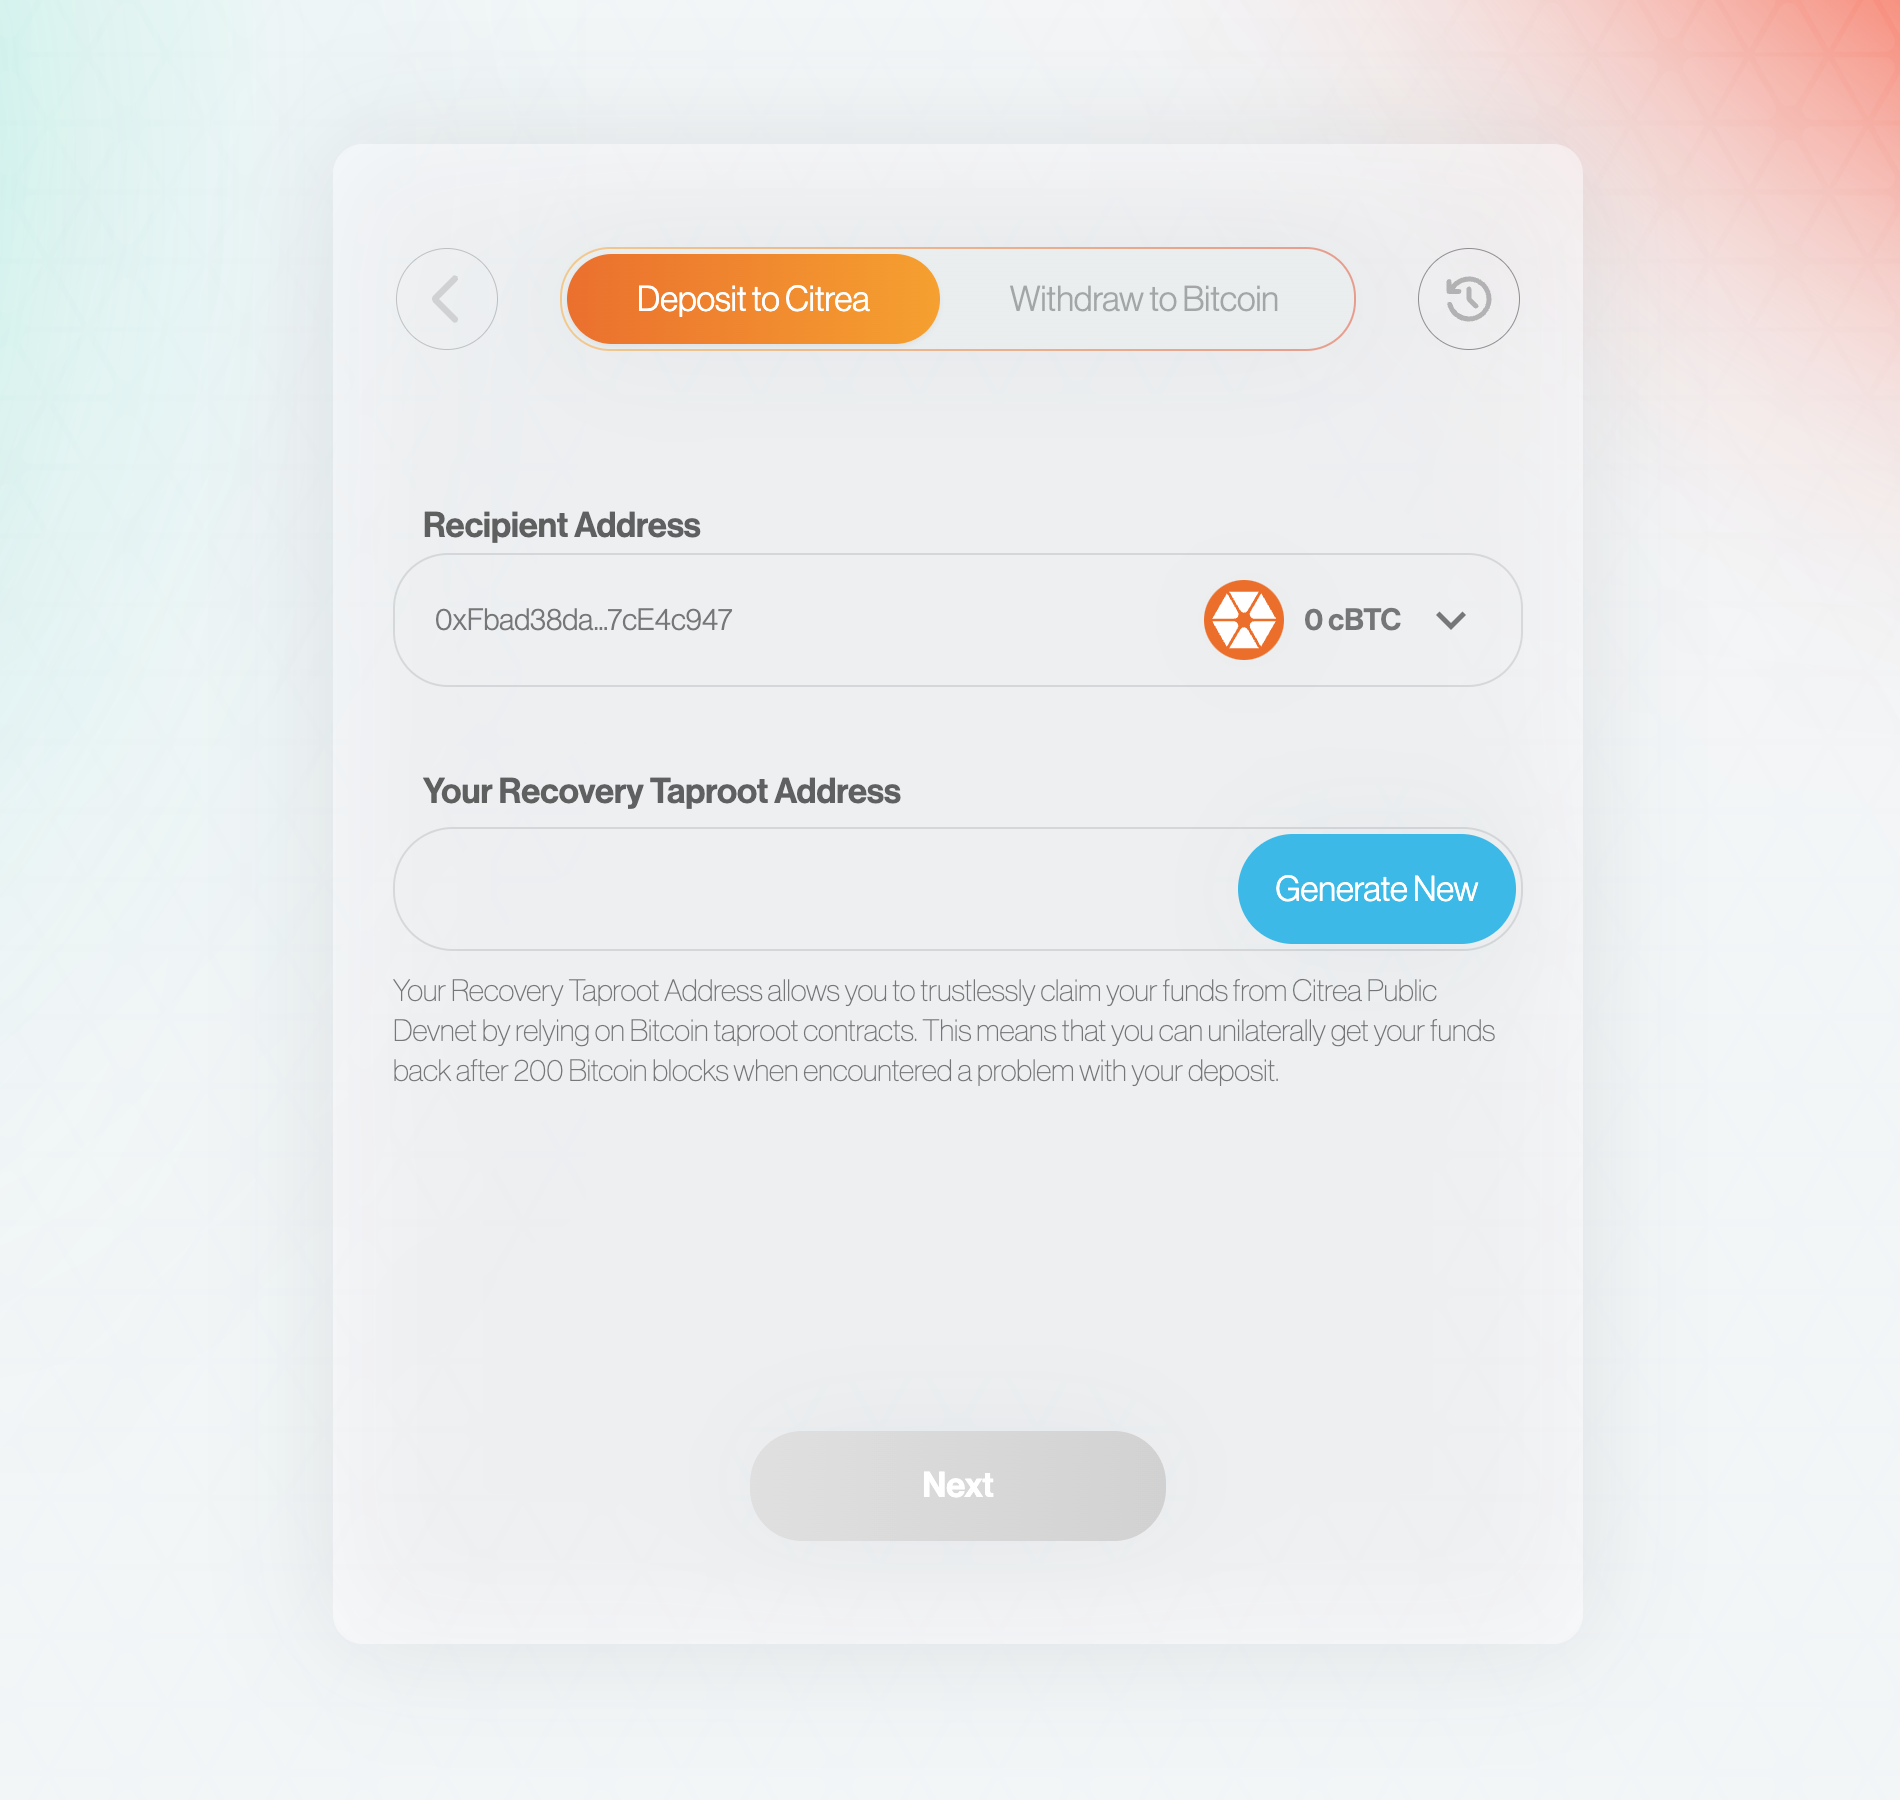 Deposit to Citrea
Withdraw to Bitcoin
Recipient Address
0xFbad38da...7cE4c947
0 cBTC
Your Recovery Taproot Address
Generate New
Your Recovery Taproot Address allows you to trustlessly claim your funds from Citrea Public
Devnet by relying on Bitcoin taproot contracts. This means that you can unilaterally get your funds
back after 200 Bitcoin blocks when encountered a problem with your deposit.
Next